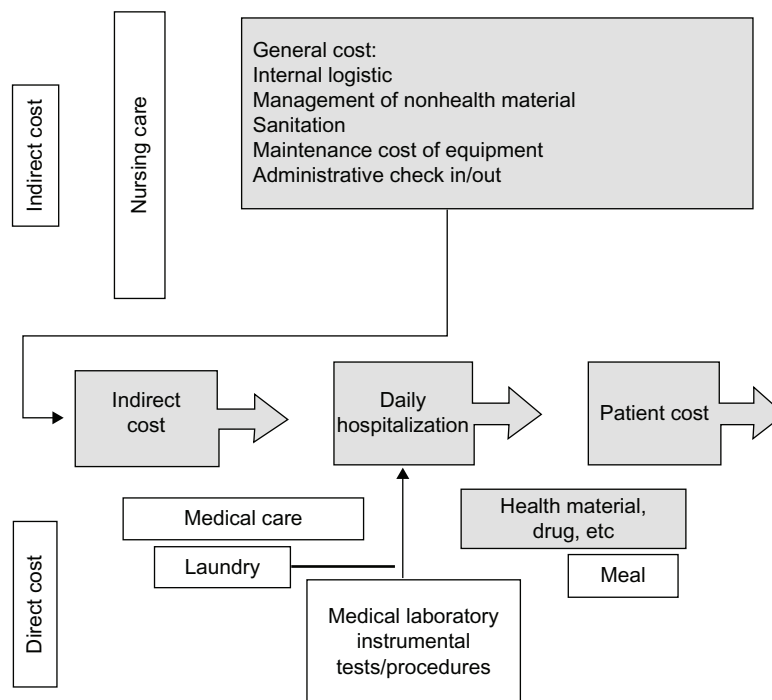 Indirect cost
Nursing care
General cost:
Internal logistic
Management of nonhealth material
Sanitation
Maintenance cost of equipment
Administrative check in/out
Indirect
cost
Daily
hospitalization
Patient cost
Direct cost
Medical care
Laundry
Medical laboratory
instrumental
tests/procedures
Health material,
drug, etc
Meal